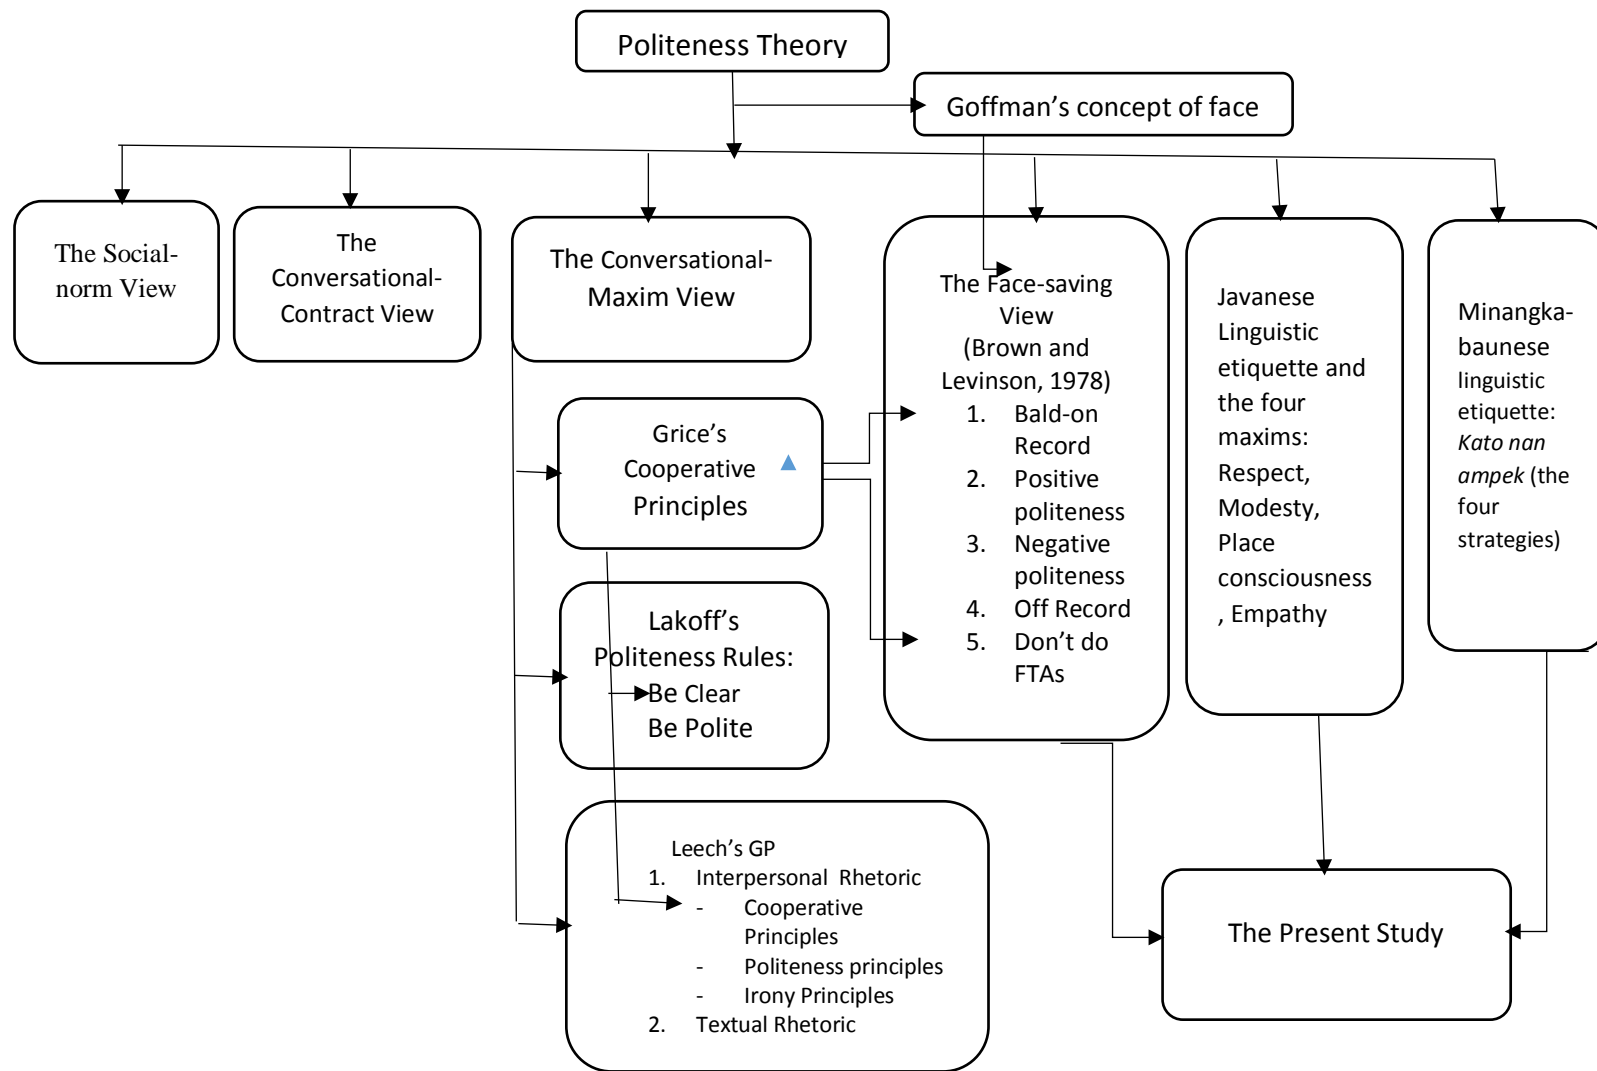 Politeness Theory
Goffman’s concept of face
The Social-
norm View
The
Conversational-
Contract View
The Conversational-
Maxim View
Grice’s
Cooperative
Principles
Lakoff’s
Politeness Rules:
Be Clear
Be Polite
Leech’s GP
1. Interpersonal Rhetoric
- Cooperative
Principles
- Politeness principles
- Irony Principles
2. Textual Rhetoric
The Face-saving
View
(Brown and
Levinson, 1978)
1. Bald-on
Record
2. Positive
politeness
3. Negative
politeness
4. Off Record
5. Don’t do
FTAs
Javanese
Linguistic
etiquette and
the four
maxims:
Respect,
Modesty,
Place
consciousness
, Empathy
Minangka-
baunese
linguistic
etiquette:
Kato nan
ampek (the
four
strategies)
The Present Study